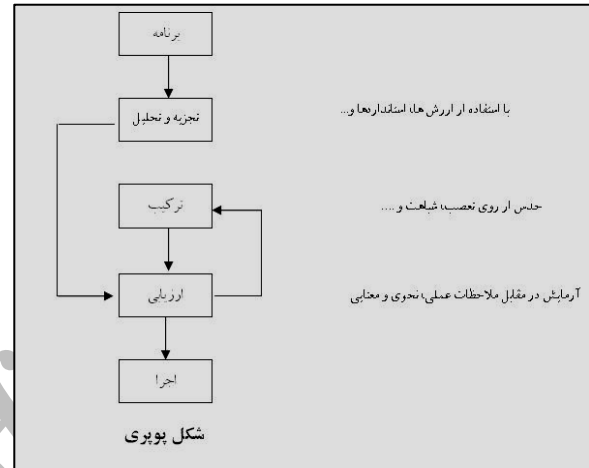 برنامه
تجزیه و تحلیل
با استفاده از ارزش ها، استانداردها و...
ترکیب
حدس از روی تعصب، شباهت و ....
ارزیابی
آزمایش در مقابل ملاحظات عملی، نحوی و معنایی
اجرا
شکل پوپری